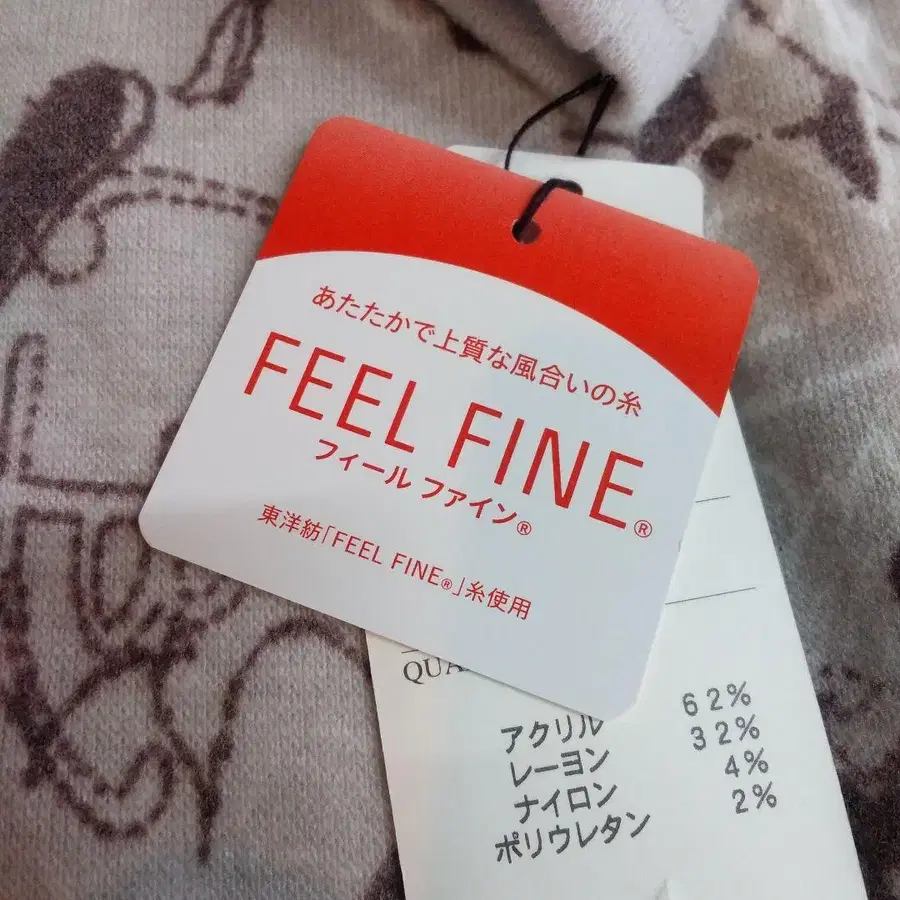 あたたかで上質な風合いの糸
FEEL FINE®
フィール ファイン®
東洋紡「FEEL FINE®」糸使用
QUA
アクリル 62%
レーヨン 32%
ナイロン 4%
ポリウレタン 2%